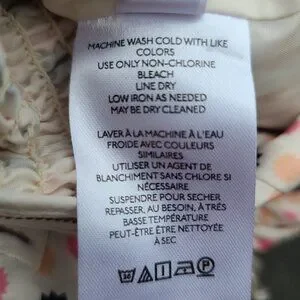 MACHINE WASH COLD WITH LIKE
COLORS
USE ONLY NON-CHLORINE
BLEACH
LINE DRY
LOW IRON AS NEEDED
MAY BE DRY CLEANED
LAVER À LA MACHINE À L'EAU
FROIDE AVEC COULEURS
SIMILAIRES
UTILISER UN AGENT DE
BLANCHIMENT SANS CHLORE SI
NÉCESSAIRE
SUSPENDRE POUR SECHER
REPASSER, AU BESOIN, À TRÈS
BASSE TEMPÉRATURE
PEUT-ÊTRE ÊTRE NETTOYÉE
À SEC
30
P